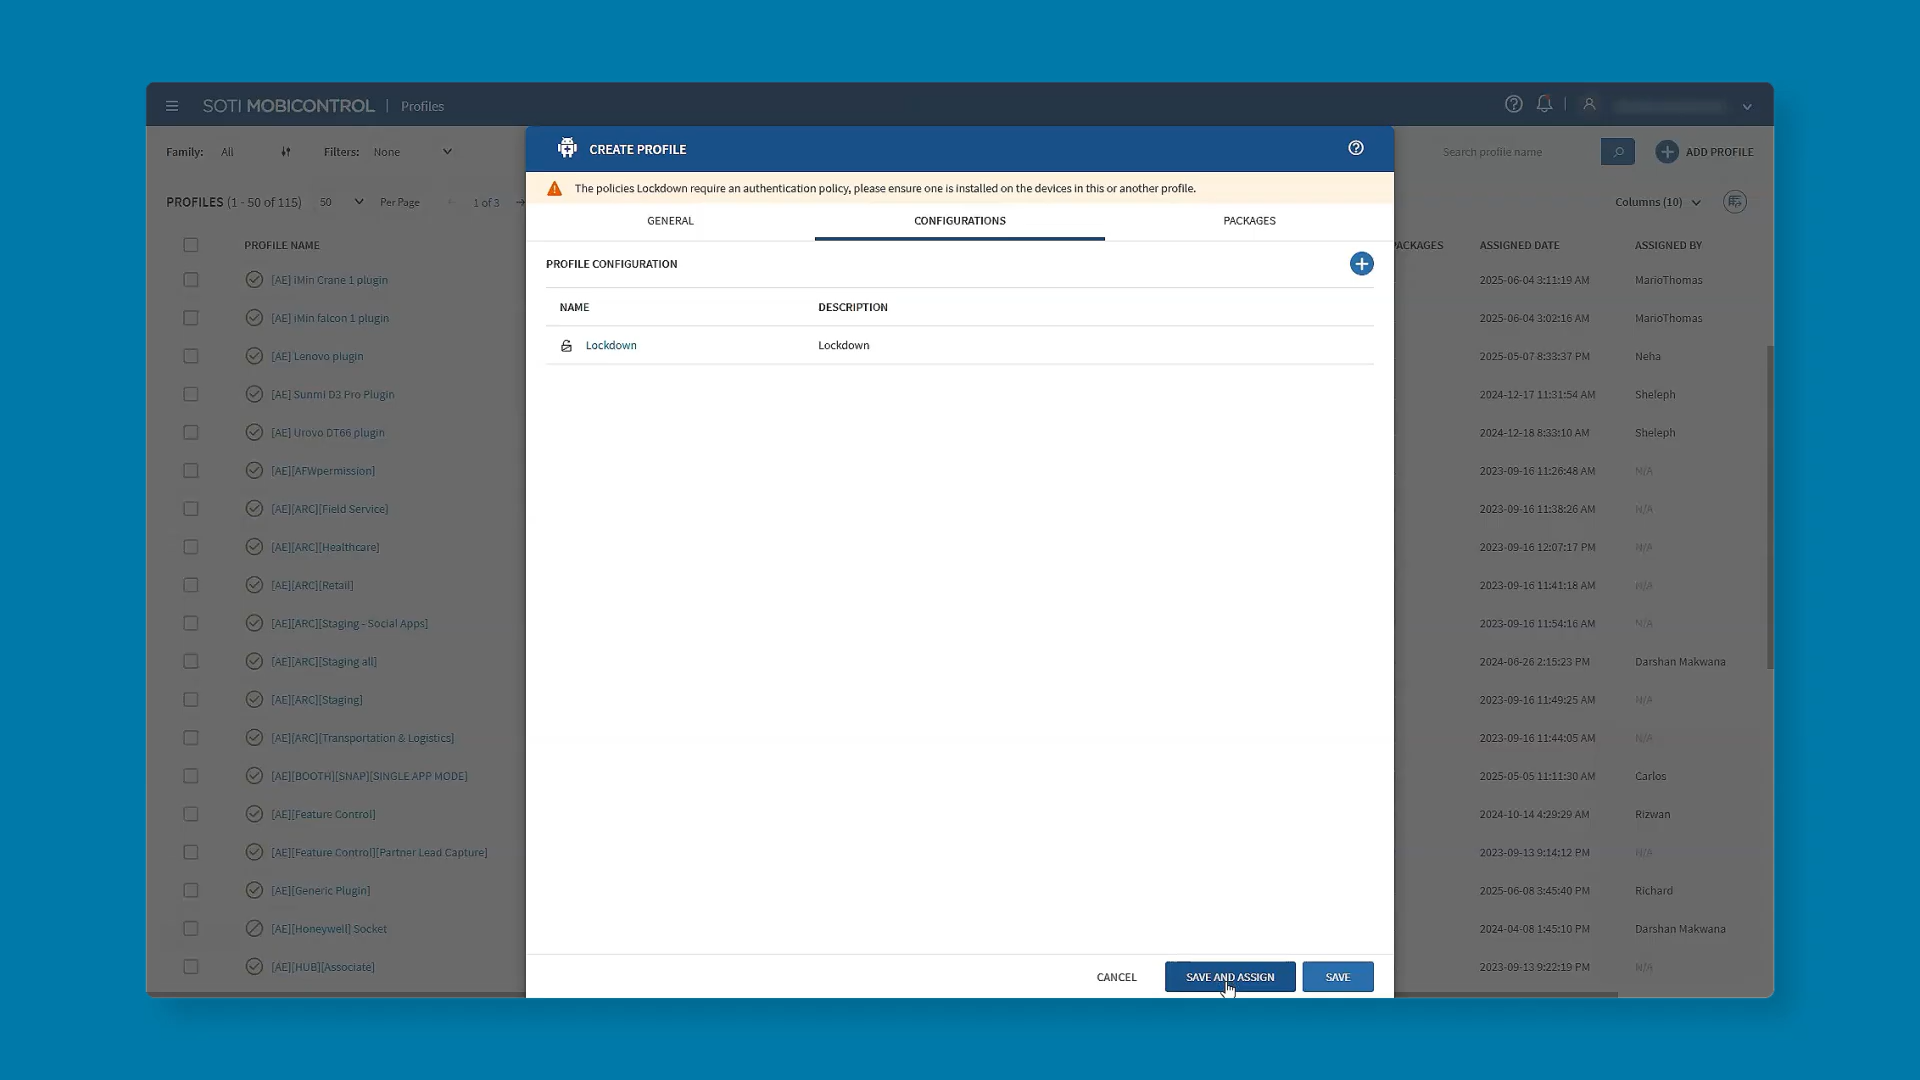 SOTI MOBICONTROL | Profiles
Family: All Filters: None
Search profile name
ADD PROFILE
PROFILES (1 - 50 of 115) 50 Per Page ← 1 of 3 →
Columns (10)
PROFILE NAME
PACKAGES ASSIGNED DATE ASSIGNED BY
[AE] iMin Crane 1 plugin 2025-06-04 3:11:19 AM MarioThomas
[AE] iMin falcon 1 plugin 2025-06-04 3:02:16 AM MarioThomas
[AE] Lenovo plugin 2025-05-07 8:33:37 PM Neha
[AE] Sunmi D3 Pro Plugin 2024-12-17 11:31:54 AM Sheleph
[AE] Urovo DT66 plugin 2024-12-18 8:33:10 AM Sheleph
[AE][AFWpermission] 2023-09-16 11:26:48 AM N/A
[AE][ARC][Field Service] 2023-09-16 11:38:26 AM N/A
[AE][ARC][Healthcare] 2023-09-16 12:07:17 PM N/A
[AE][ARC][Retail] 2023-09-16 11:41:18 AM N/A
[AE][ARC][Staging - Social Apps] 2023-09-16 11:54:16 AM N/A
[AE][ARC][Staging all] 2024-06-26 2:15:23 PM Darshan Makwana
[AE][ARC][Staging] 2023-09-16 11:49:25 AM N/A
[AE][ARC][Transportation & Logistics] 2023-09-16 11:44:05 AM N/A
[AE][BOOTH][SNAP][SINGLE APP MODE] 2025-05-05 11:11:30 AM Carlos
[AE][Feature Control] 2024-10-14 4:29:29 AM Rizwan
[AE][Feature Control][Partner Lead Capture] 2023-09-13 9:14:12 PM N/A
[AE][Generic Plugin] 2025-06-08 3:45:40 PM Richard
[AE][Honeywell] Socket 2024-04-08 1:45:10 PM Darshan Makwana
[AE][HUB][Associate] 2023-09-13 9:22:19 PM N/A
CREATE PROFILE
The policies Lockdown require an authentication policy, please ensure one is installed on the devices in this or another profile.
GENERAL CONFIGURATIONS PACKAGES
PROFILE CONFIGURATION
NAME DESCRIPTION
Lockdown Lockdown
CANCEL SAVE AND ASSIGN SAVE